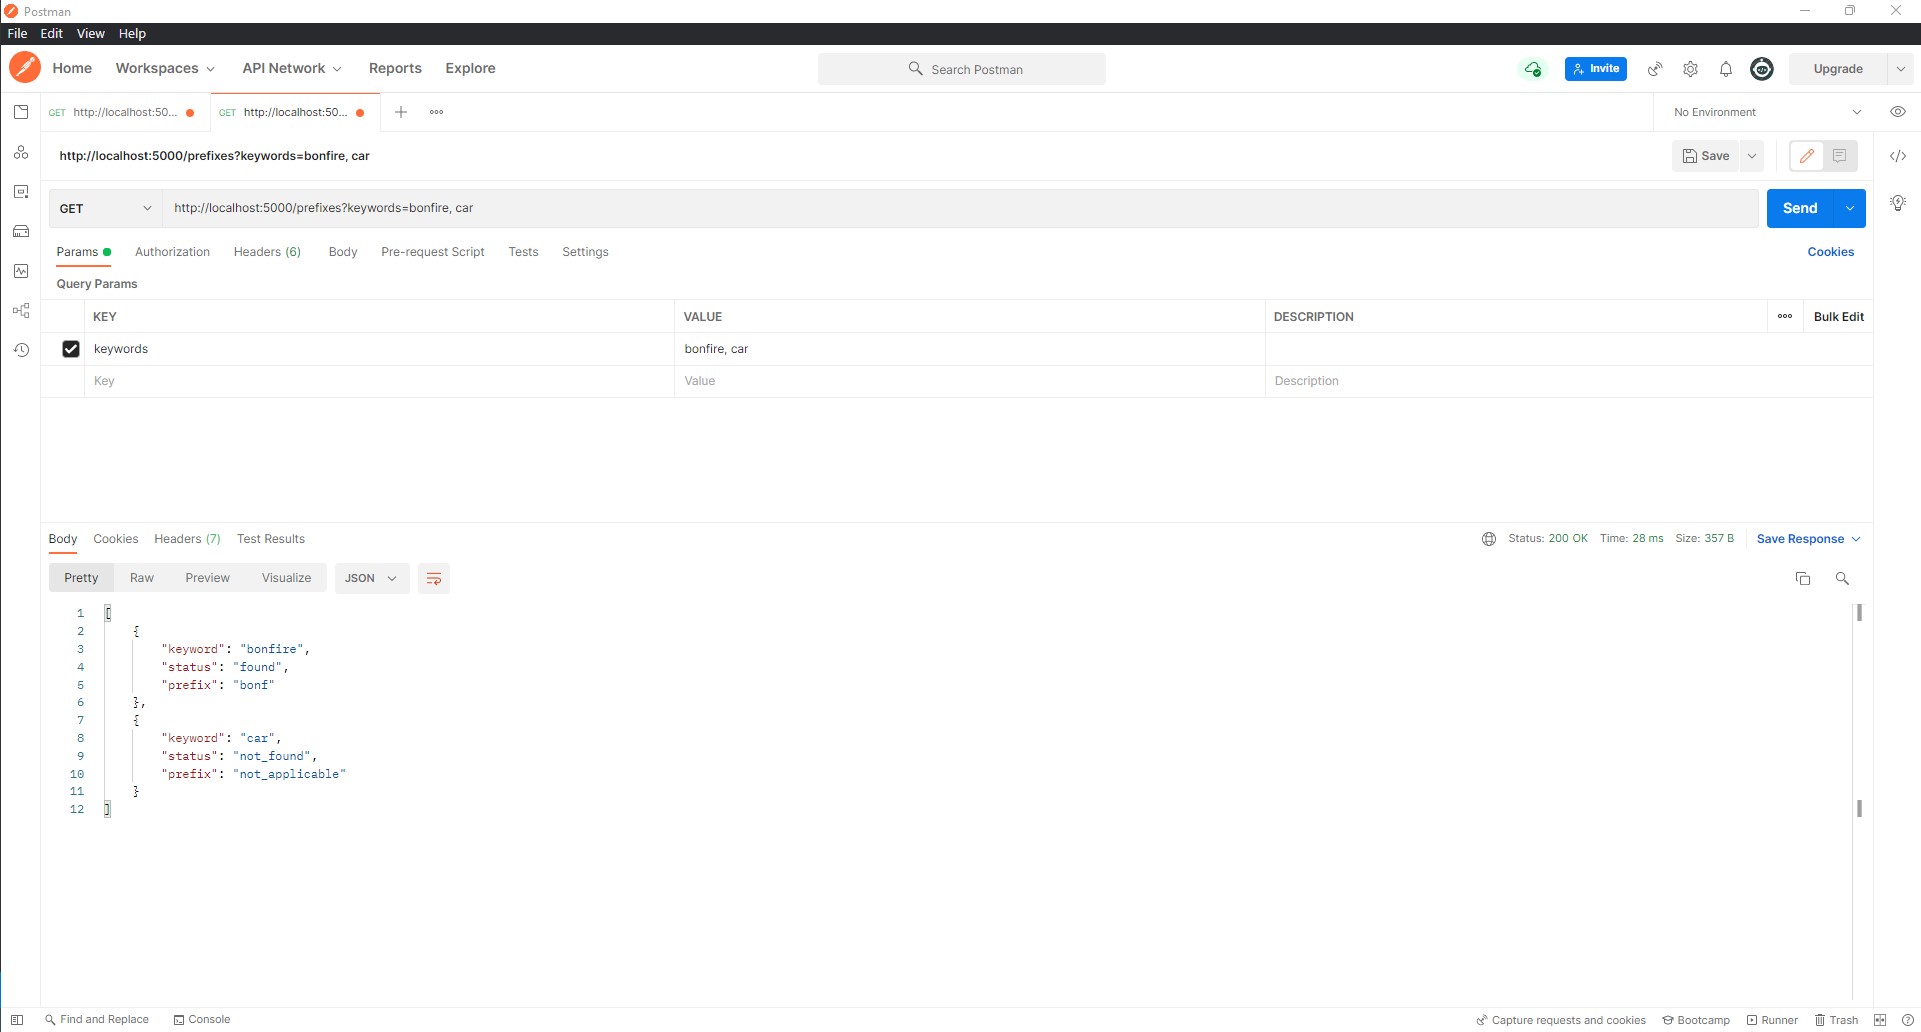 Postman
File Edit View Help
Home Workspaces API Network Reports Explore Search Postman Invite Upgrade
GET http://localhost:50... GET http://localhost:50... No Environment
http://localhost:5000/prefixes?keywords=bonfire, car Save
GET http://localhost:5000/prefixes?keywords=bonfire, car Send
Params Authorization Headers (6) Body Pre-request Script Tests Settings Cookies
Query Params
KEY VALUE DESCRIPTION Bulk Edit
keywords bonfire, car
Key Value Description
Body Cookies Headers (7) Test Results Status: 200 OK Time: 28 ms Size: 357 B Save Response
Pretty Raw Preview Visualize JSON
1 [
2 {
3 "keyword": "bonfire",
4 "status": "found",
5 "prefix": "bonf"
6 },
7 {
8 "keyword": "car",
9 "status": "not_found",
10 "prefix": "not_applicable"
11 }
12 ]
Find and Replace Console Capture requests and cookies Bootcamp Runner Trash